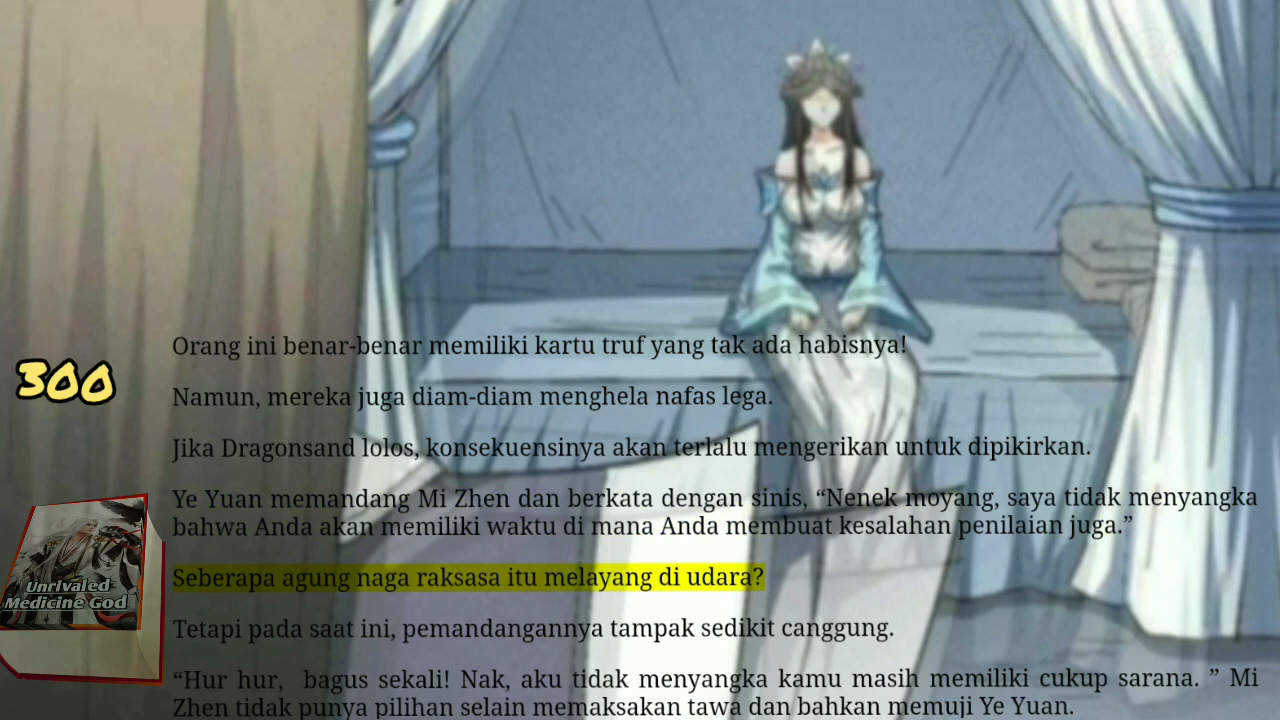 Orang ini benar-benar memiliki kartu truf yang tak ada habisnya!
300
Namun, mereka juga diam-diam menghela nafas lega.
Jika Dragonsand lolos, konsekuensinya akan terlalu mengerikan untuk dipikirkan.
Ye Yuan memandang Mi Zhen dan berkata dengan sinis, “Nenek moyang, saya tidak menyangka
bahwa Anda akan memiliki waktu di mana Anda membuat kesalahan penilaian juga.”
Seberapa agung naga raksasa itu melayang di udara?
Unrivaled
Medicine God
Tetapi pada saat ini, pemandangannya tampak sedikit canggung.
“Hur hur,  bagus sekali! Nak, aku tidak menyangka kamu masih memiliki cukup sarana. ” Mi
Zhen tidak punya pilihan selain memaksakan tawa dan bahkan memuji Ye Yuan.